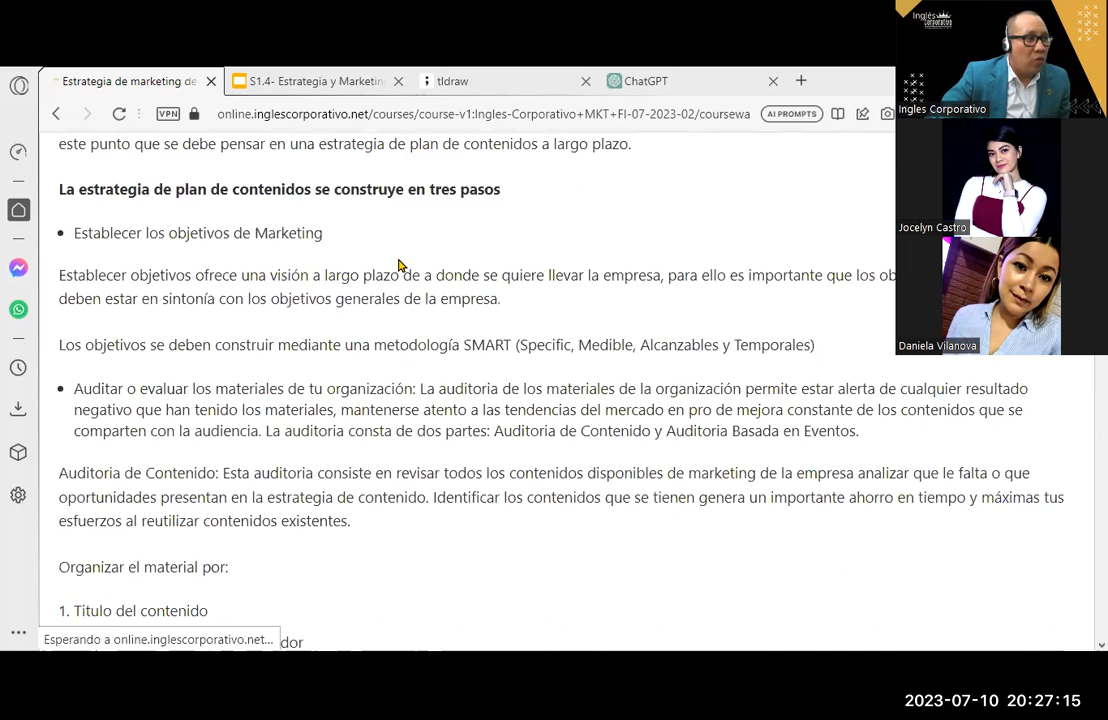 Inglés
Corporativo
Ingles Corporativo
Jocelyn Castro
Daniela Vilanova
Estrategia de marketing de
S1.4- Estrategia y Marketin
tldraw
ChatGPT
VPN
online.inglescorporativo.net/courses/course-v1:Ingles-Corporativo+MKT+FI-07-2023-02/coursewa
AI PROMPTS
este punto que se debe pensar en una estrategia de plan de contenidos a largo plazo.
La estrategia de plan de contenidos se construye en tres pasos
• Establecer los objetivos de Marketing
Establecer objetivos ofrece una visión a largo plazo de a donde se quiere llevar la empresa, para ello es importante que los ob
deben estar en sintonía con los objetivos generales de la empresa.
Los objetivos se deben construir mediante una metodología SMART (Specific, Medible, Alcanzables y Temporales)
• Auditar o evaluar los materiales de tu organización: La auditoria de los materiales de la organización permite estar alerta de cualquier resultado
negativo que han tenido los materiales, mantenerse atento a las tendencias del mercado en pro de mejora constante de los contenidos que se
comparten con la audiencia. La auditoria consta de dos partes: Auditoria de Contenido y Auditoria Basada en Eventos.
Auditoria de Contenido: Esta auditoria consiste en revisar todos los contenidos disponibles de marketing de la empresa analizar que le falta o que
oportunidades presentan en la estrategia de contenido. Identificar los contenidos que se tienen genera un importante ahorro en tiempo y máximas tus
esfuerzos al reutilizar contenidos existentes.
Organizar el material por:
1. Titulo del contenido
dor
Esperando a online.inglescorporativo.net...
2023-07-10 20:27:15